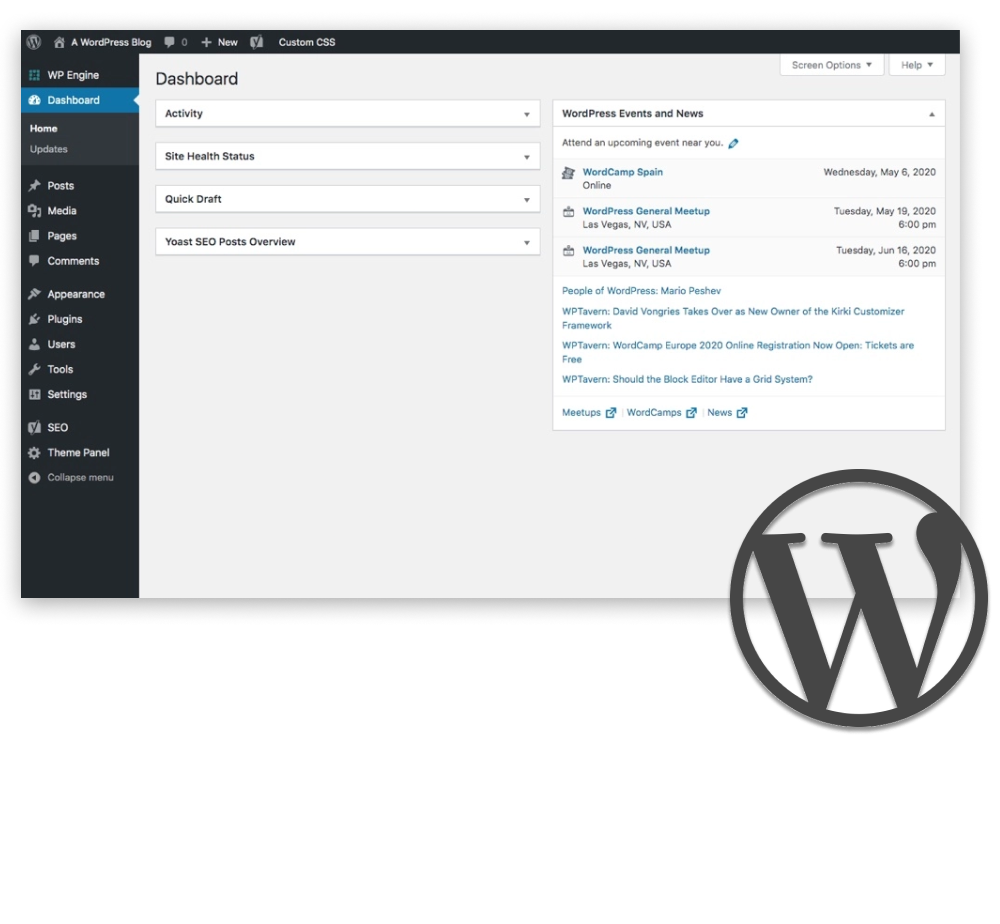 A WordPress Blog 0 New Custom CSS
WP Engine
Dashboard
Home
Updates
Posts
Media
Pages
Comments
Appearance
Plugins
Users
Tools
Settings
SEO
Theme Panel
Collapse menu
Screen Options ▼ Help ▼
Dashboard
Activity
Site Health Status
Quick Draft
Yoast SEO Posts Overview
WordPress Events and News
Attend an upcoming event near you.
WordCamp Spain Wednesday, May 6, 2020
Online
WordPress General Meetup Tuesday, May 19, 2020
Las Vegas, NV, USA 6:00 pm
WordPress General Meetup Tuesday, Jun 16, 2020
Las Vegas, NV, USA 6:00 pm
People of WordPress: Mario Peshev
WPTavern: David Vongries Takes Over as New Owner of the Kirki Customizer
Framework
WPTavern: WordCamp Europe 2020 Online Registration Now Open: Tickets are
Free
WPTavern: Should the Block Editor Have a Grid System?
Meetups | WordCamps | News